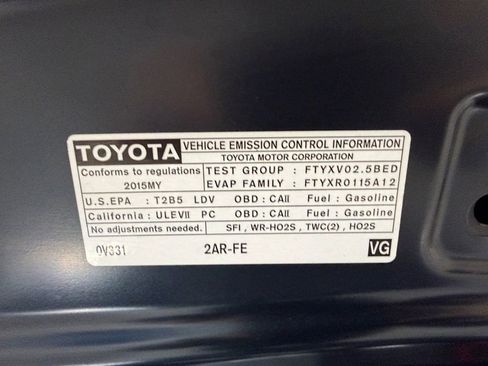 TOYOTA VEHICLE EMISSION CONTROL INFORMATION
TOYOTA MOTOR CORPORATION
Conforms to regulations TEST GROUP : FTYXV02.5BED
2015MY EVAP FAMILY : FTYXR0115A12
U.S.EPA : T2B5 LDV OBD : CAII Fuel : Gasoline
California : ULEVII PC OBD : CAII Fuel : Gasoline
No adjustments needed. SFI , WR-HO2S , TWC(2) , HO2S
0V331 2AR-FE VG